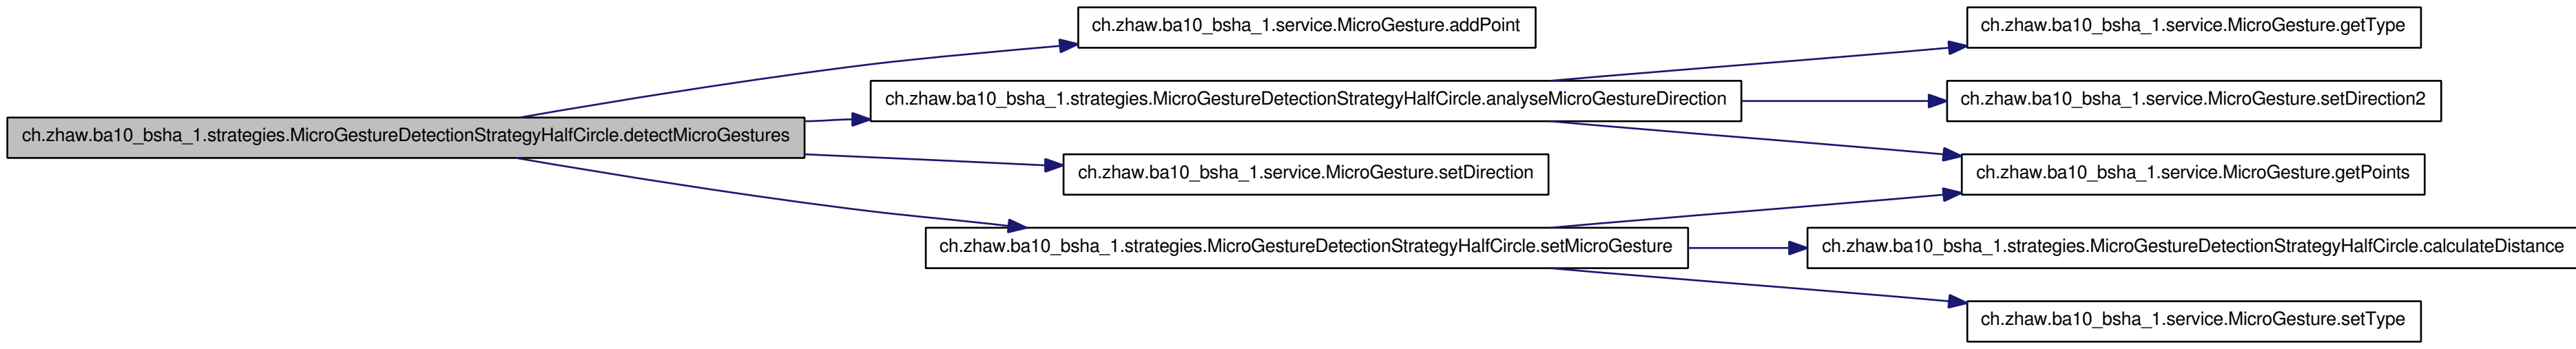 ch.zhaw.ba10_bsha_1.strategies.MicroGestureDetectionStrategyHalfCircle.detectMicroGestures
ch.zhaw.ba10_bsha_1.service.MicroGesture.addPoint
ch.zhaw.ba10_bsha_1.strategies.MicroGestureDetectionStrategyHalfCircle.analyseMicroGestureDirection
ch.zhaw.ba10_bsha_1.service.MicroGesture.setDirection
ch.zhaw.ba10_bsha_1.strategies.MicroGestureDetectionStrategyHalfCircle.setMicroGesture
ch.zhaw.ba10_bsha_1.service.MicroGesture.getType
ch.zhaw.ba10_bsha_1.service.MicroGesture.setDirection2
ch.zhaw.ba10_bsha_1.service.MicroGesture.getPoints
ch.zhaw.ba10_bsha_1.strategies.MicroGestureDetectionStrategyHalfCircle.calculateDistance
ch.zhaw.ba10_bsha_1.service.MicroGesture.setType